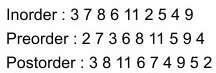 Inorder : 3 7 8 6 11 2 5 4 9
Preorder : 2 7 3 6 8 11 5 9 4
Postorder : 3 8 11 6 7 4 9 5 2